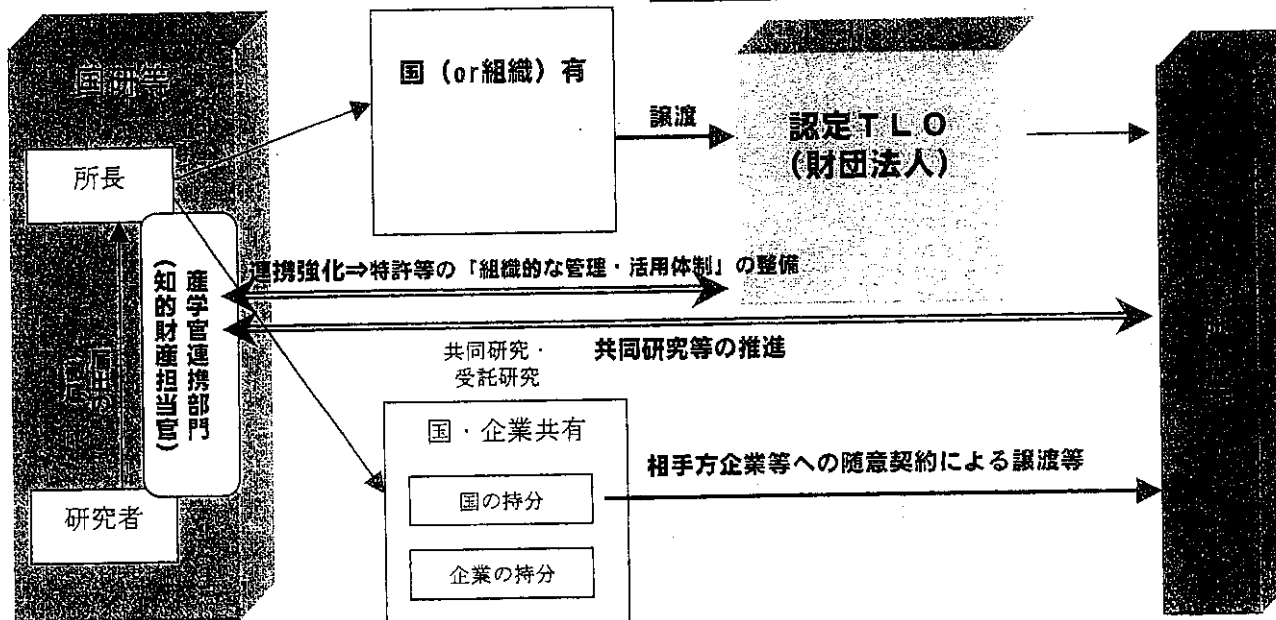 国研等
所長
産学官連携部門
(知的財産担当官)
研究者
国（or組織）有
譲渡
認定ＴＬＯ
（財団法人）
連携強化⇒特許等の「組織的な管理・活用体制」の整備
共同研究等の推進
共同研究・
受託研究
国・企業共有
国の持分
企業の持分
相手方企業等への随意契約による譲渡等